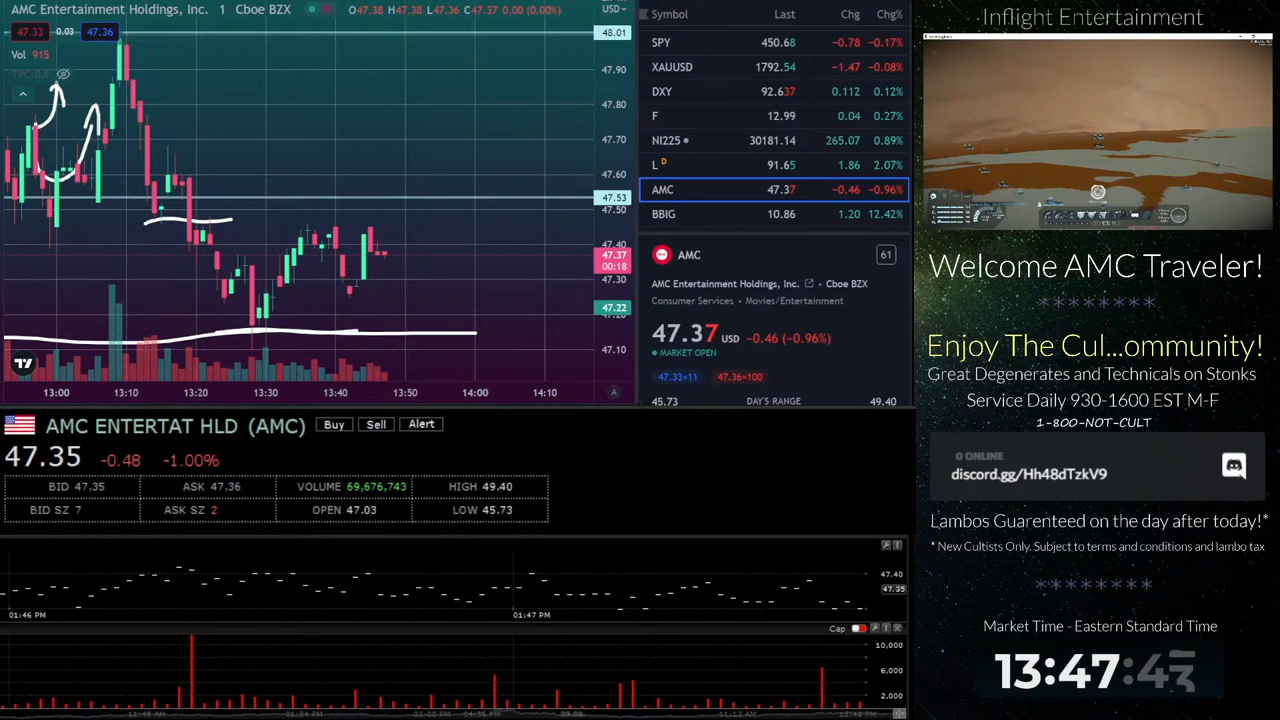 AMC Entertainment Holdings, Inc. 1 Cboe BZX
O47.38 H47.38 L47.36 C47.37 0.00 (0.00%)
USD
47.33 0.03 47.36
Vol 915
TVC:DJI
48.01
47.90
47.80
47.70
47.60
47.53
47.50
47.40
47.37
00:18
47.30
47.22
47.20
47.10
13:00 13:10 13:20 13:30 13:40 13:50 14:00 14:10
A
Symbol Last Chg Chg%
SPY 450.68 −0.78 −0.17%
XAUUSD 1792.54 −1.47 −0.08%
DXY 92.637 0.112 0.12%
F 12.99 0.04 0.27%
NI225 30181.14 265.07 0.89%
L D 91.65 1.86 2.07%
AMC 47.37 −0.46 −0.96%
BBIG 10.86 1.20 12.42%
AMC 61
AMC Entertainment Holdings, Inc. • Cboe BZX
Consumer Services • Movies/Entertainment
47.37 USD −0.46 (−0.96%)
MARKET OPEN
47.33×11 47.36×100
45.73 DAY'S RANGE 49.40
AMC ENTERTAT HLD (AMC) Buy Sell Alert
47.35 -0.48 -1.00%
BID 47.35 ASK 47.36 VOLUME 69,676,743 HIGH 49.40
BID SZ 7 ASK SZ 2 OPEN 47.03 LOW 45.73
47.40
47.35
01:46 PM 01:47 PM
Cap
10,000
6,000
2,000
Inflight Entertainment
Welcome AMC Traveler!
********
Enjoy The Cul...ommunity!
Great Degenerates and Technicals on Stonks
Service Daily 930-1600 EST M-F
1-800-NOT-CULT
0 ONLINE
discord.gg/Hh48dTzkV9
Lambos Guarenteed on the day after today!*
* New Cultists Only. Subject to terms and conditions and lambo tax
********
Market Time - Eastern Standard Time
13:47:43